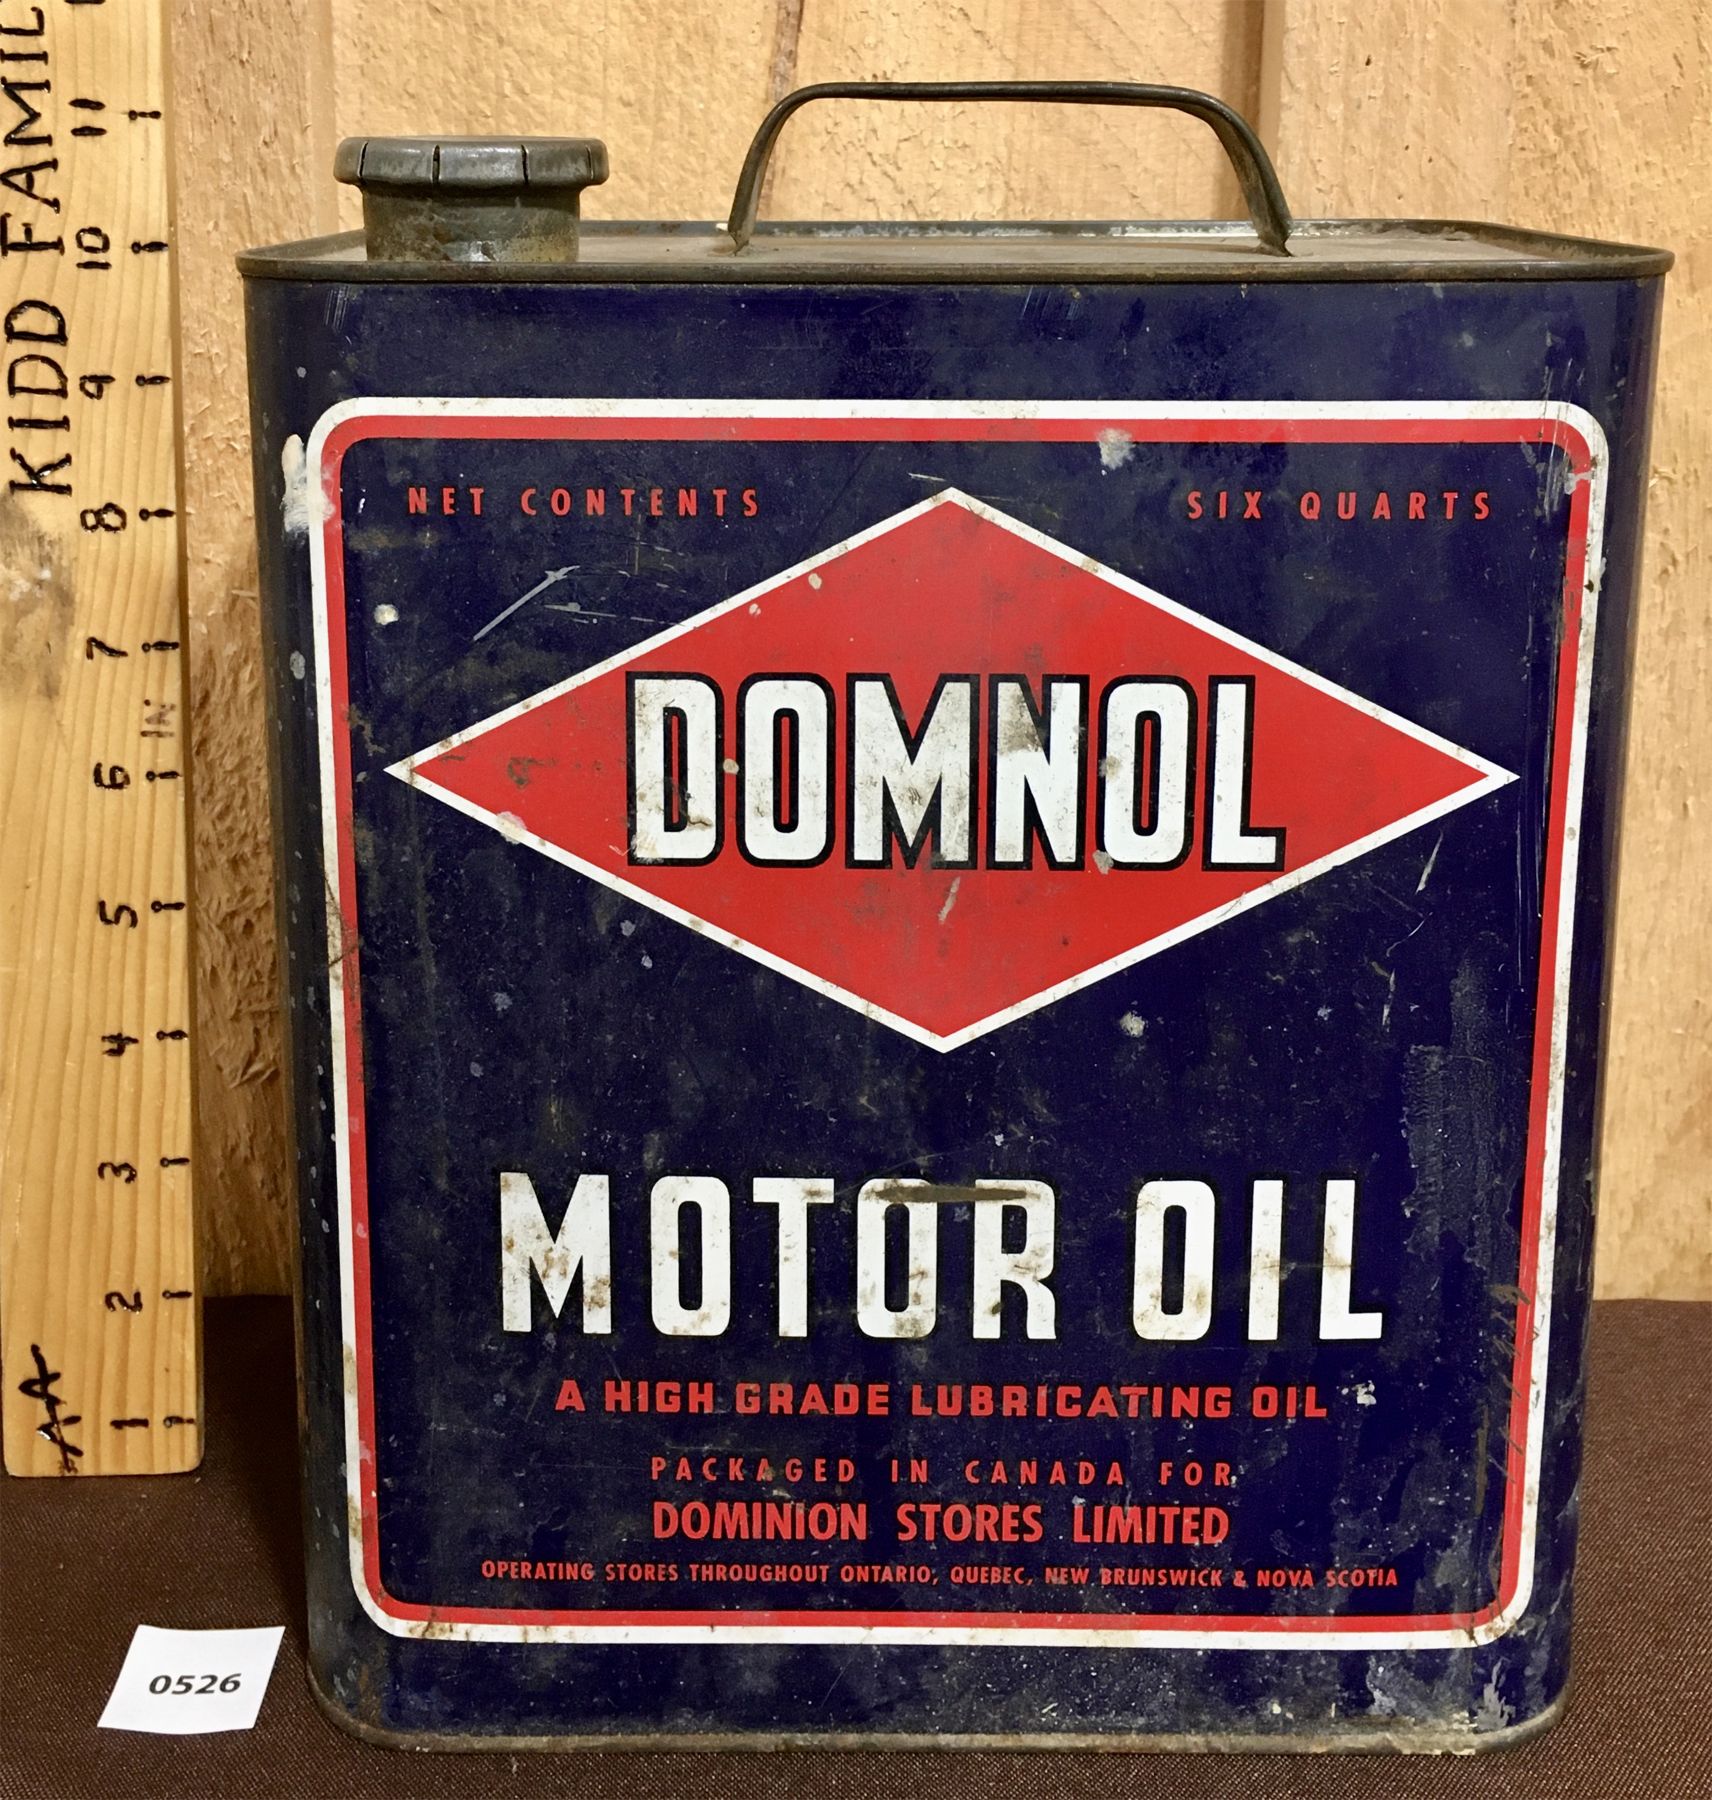 NET CONTENTS SIX QUARTS
DOMNOL
MOTOR OIL
A HIGH GRADE LUBRICATING OIL
PACKAGED IN CANADA FOR
DOMINION STORES LIMITED
OPERATING STORES THROUGHOUT ONTARIO, QUEBEC, NEW BRUNSWICK & NOVA SCOTIA
0526
KIDD FAMIL
11
10
9
8
7
IN
6
5
4
3
2
1